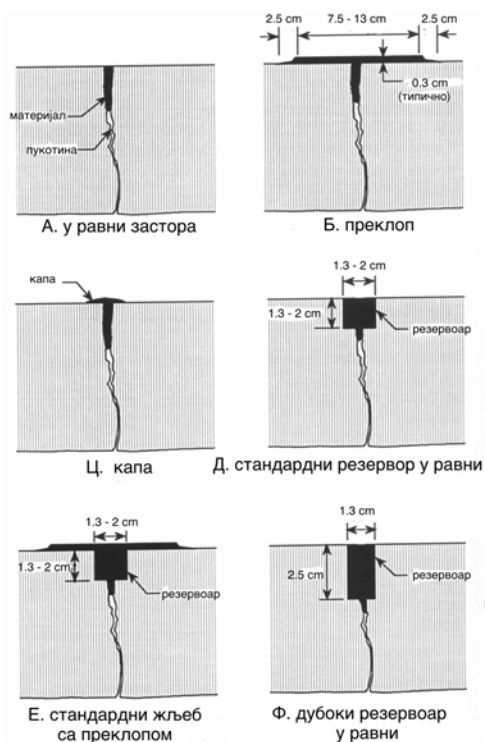 материјал
пукотина
А. у равни застора
2.5 cm
7.5 - 13 cm
2.5 cm
0.3 cm
(типично)
Б. преклоп
капа
Ц. капа
1.3 - 2 cm
1.3 - 2 cm
резервоар
Д. стандардни резервор у равни
1.3 - 2 cm
1.3 - 2 cm
резервоар
Е. стандардни жљеб
са преклопом
1.3 cm
2.5 cm
резервоар
Ф. дубоки резервоар
у равни